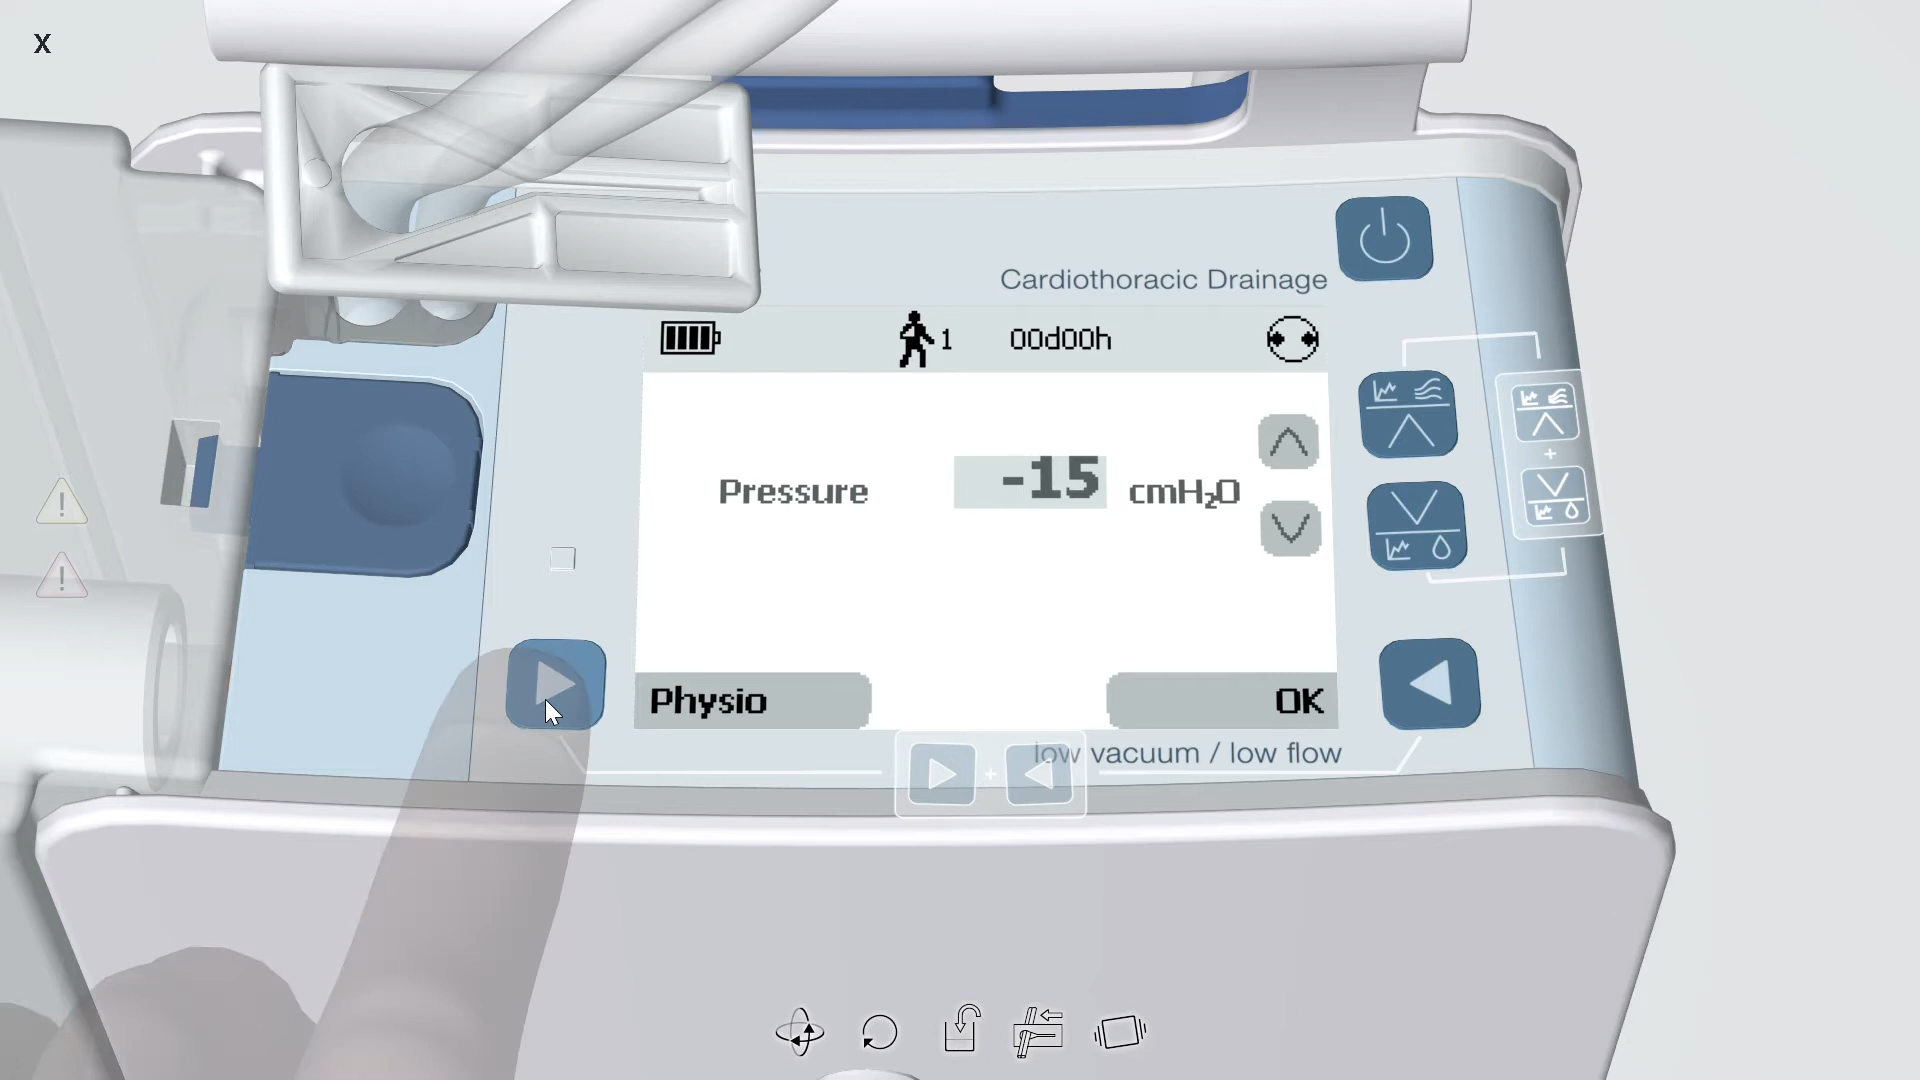 X
Cardiothoracic Drainage
1 00d00h
Pressure -15 cmH₂O
Physio OK
low vacuum / low flow